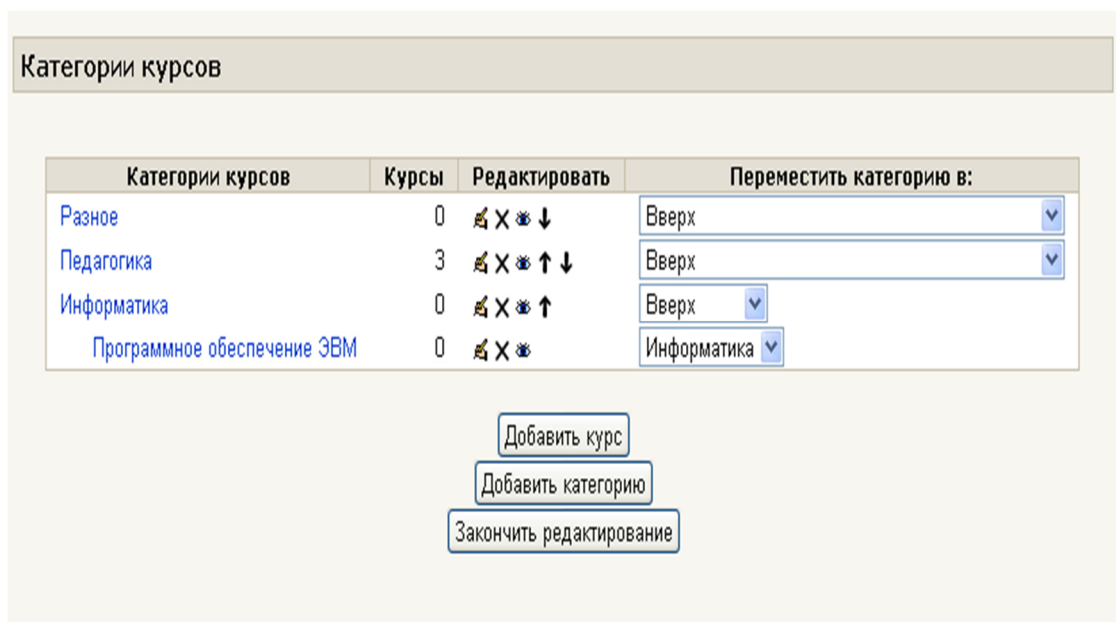 Категории курсов
Категории курсов Курсы Редактировать Переместить категорию в:
Разное 0 Вверх
Педагогика 3 Вверх
Информатика 0 Вверх
Программное обеспечение ЭВМ 0 Информатика
Добавить курс
Добавить категорию
Закончить редактирование